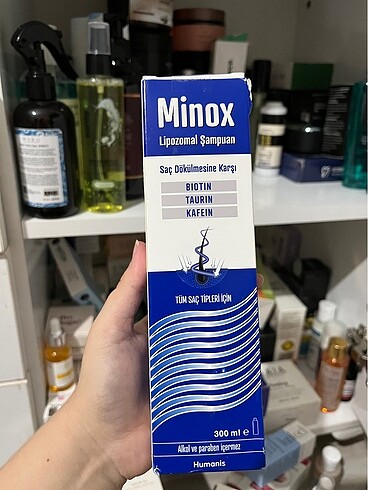 Minox
Lipozomal Şampuan
Saç Dökülmesine Karşı
BIOTIN
TAURIN
KAFEIN
TÜM SAÇ TİPLERİ İÇİN
300 ml e
Alkol ve paraben içermez
Humanis